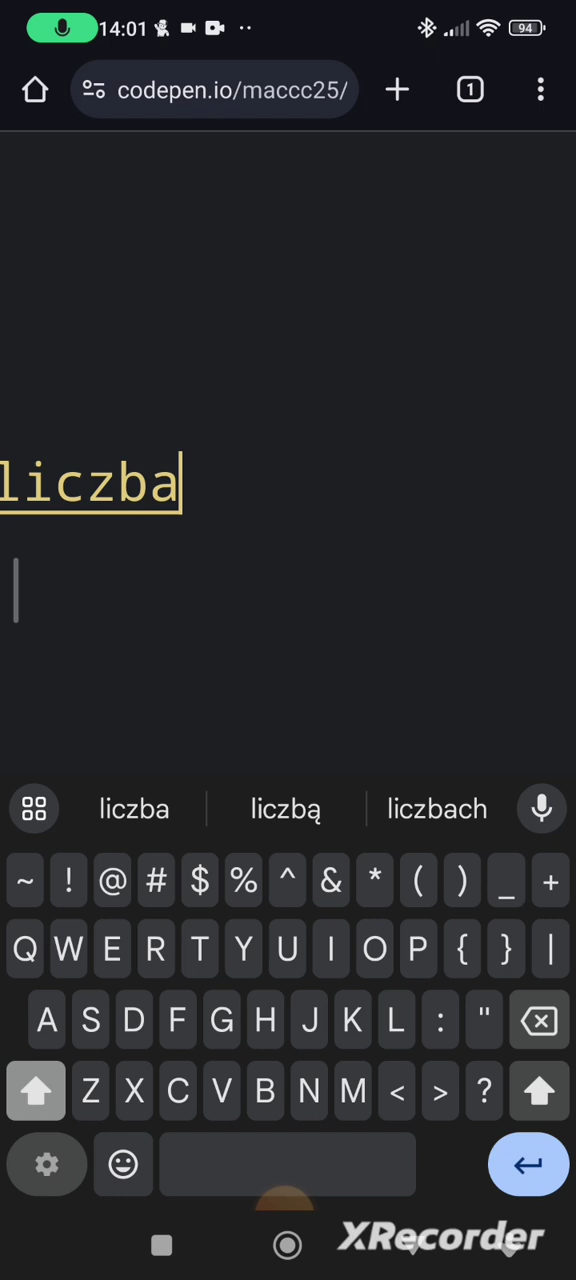 14:01
94
codepen.io/maccc25/
1
liczba
liczba liczbą liczbach
~ ! @ # $ % ^ & * ( ) _ +
Q W E R T Y U I O P { } |
A S D F G H J K L : "
Z X C V B N M < > ?
XRecorder